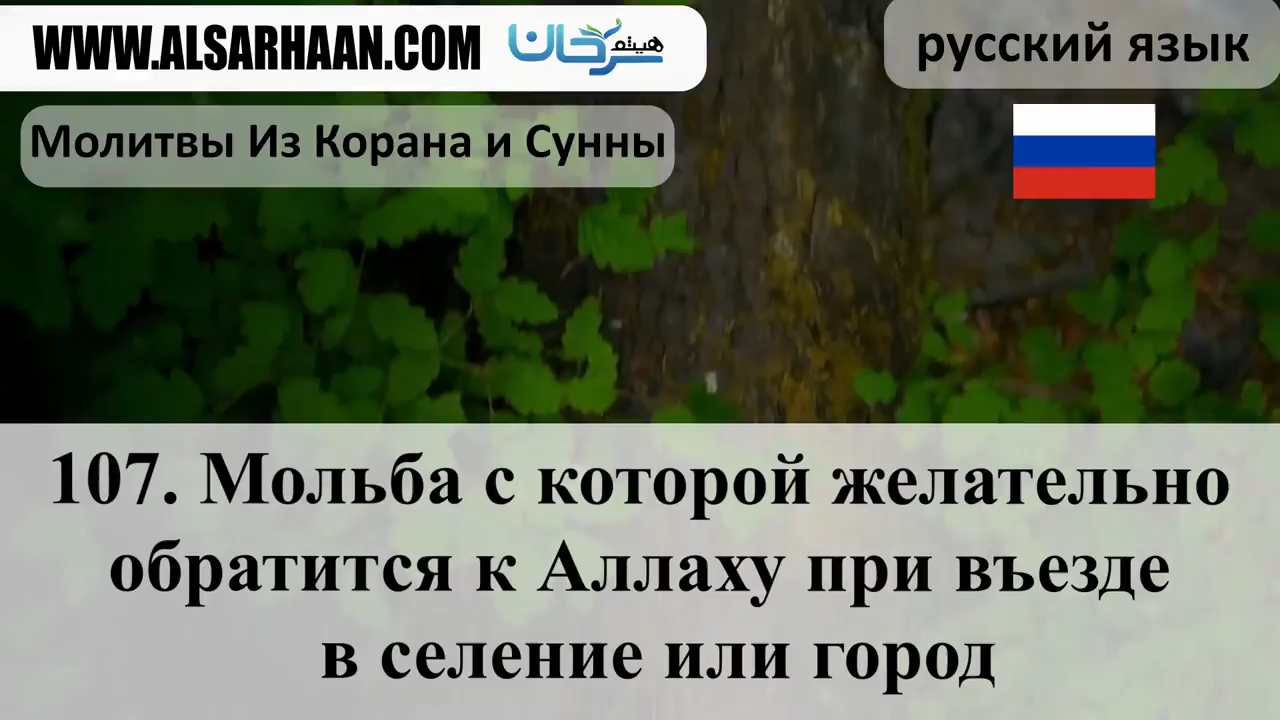 WWW.ALSARHAAN.COM
هيثم سرحان
русский язык
Молитвы Из Корана и Сунны
107. Мольба с которой желательно
обратится к Аллаху при въезде
в селение или город